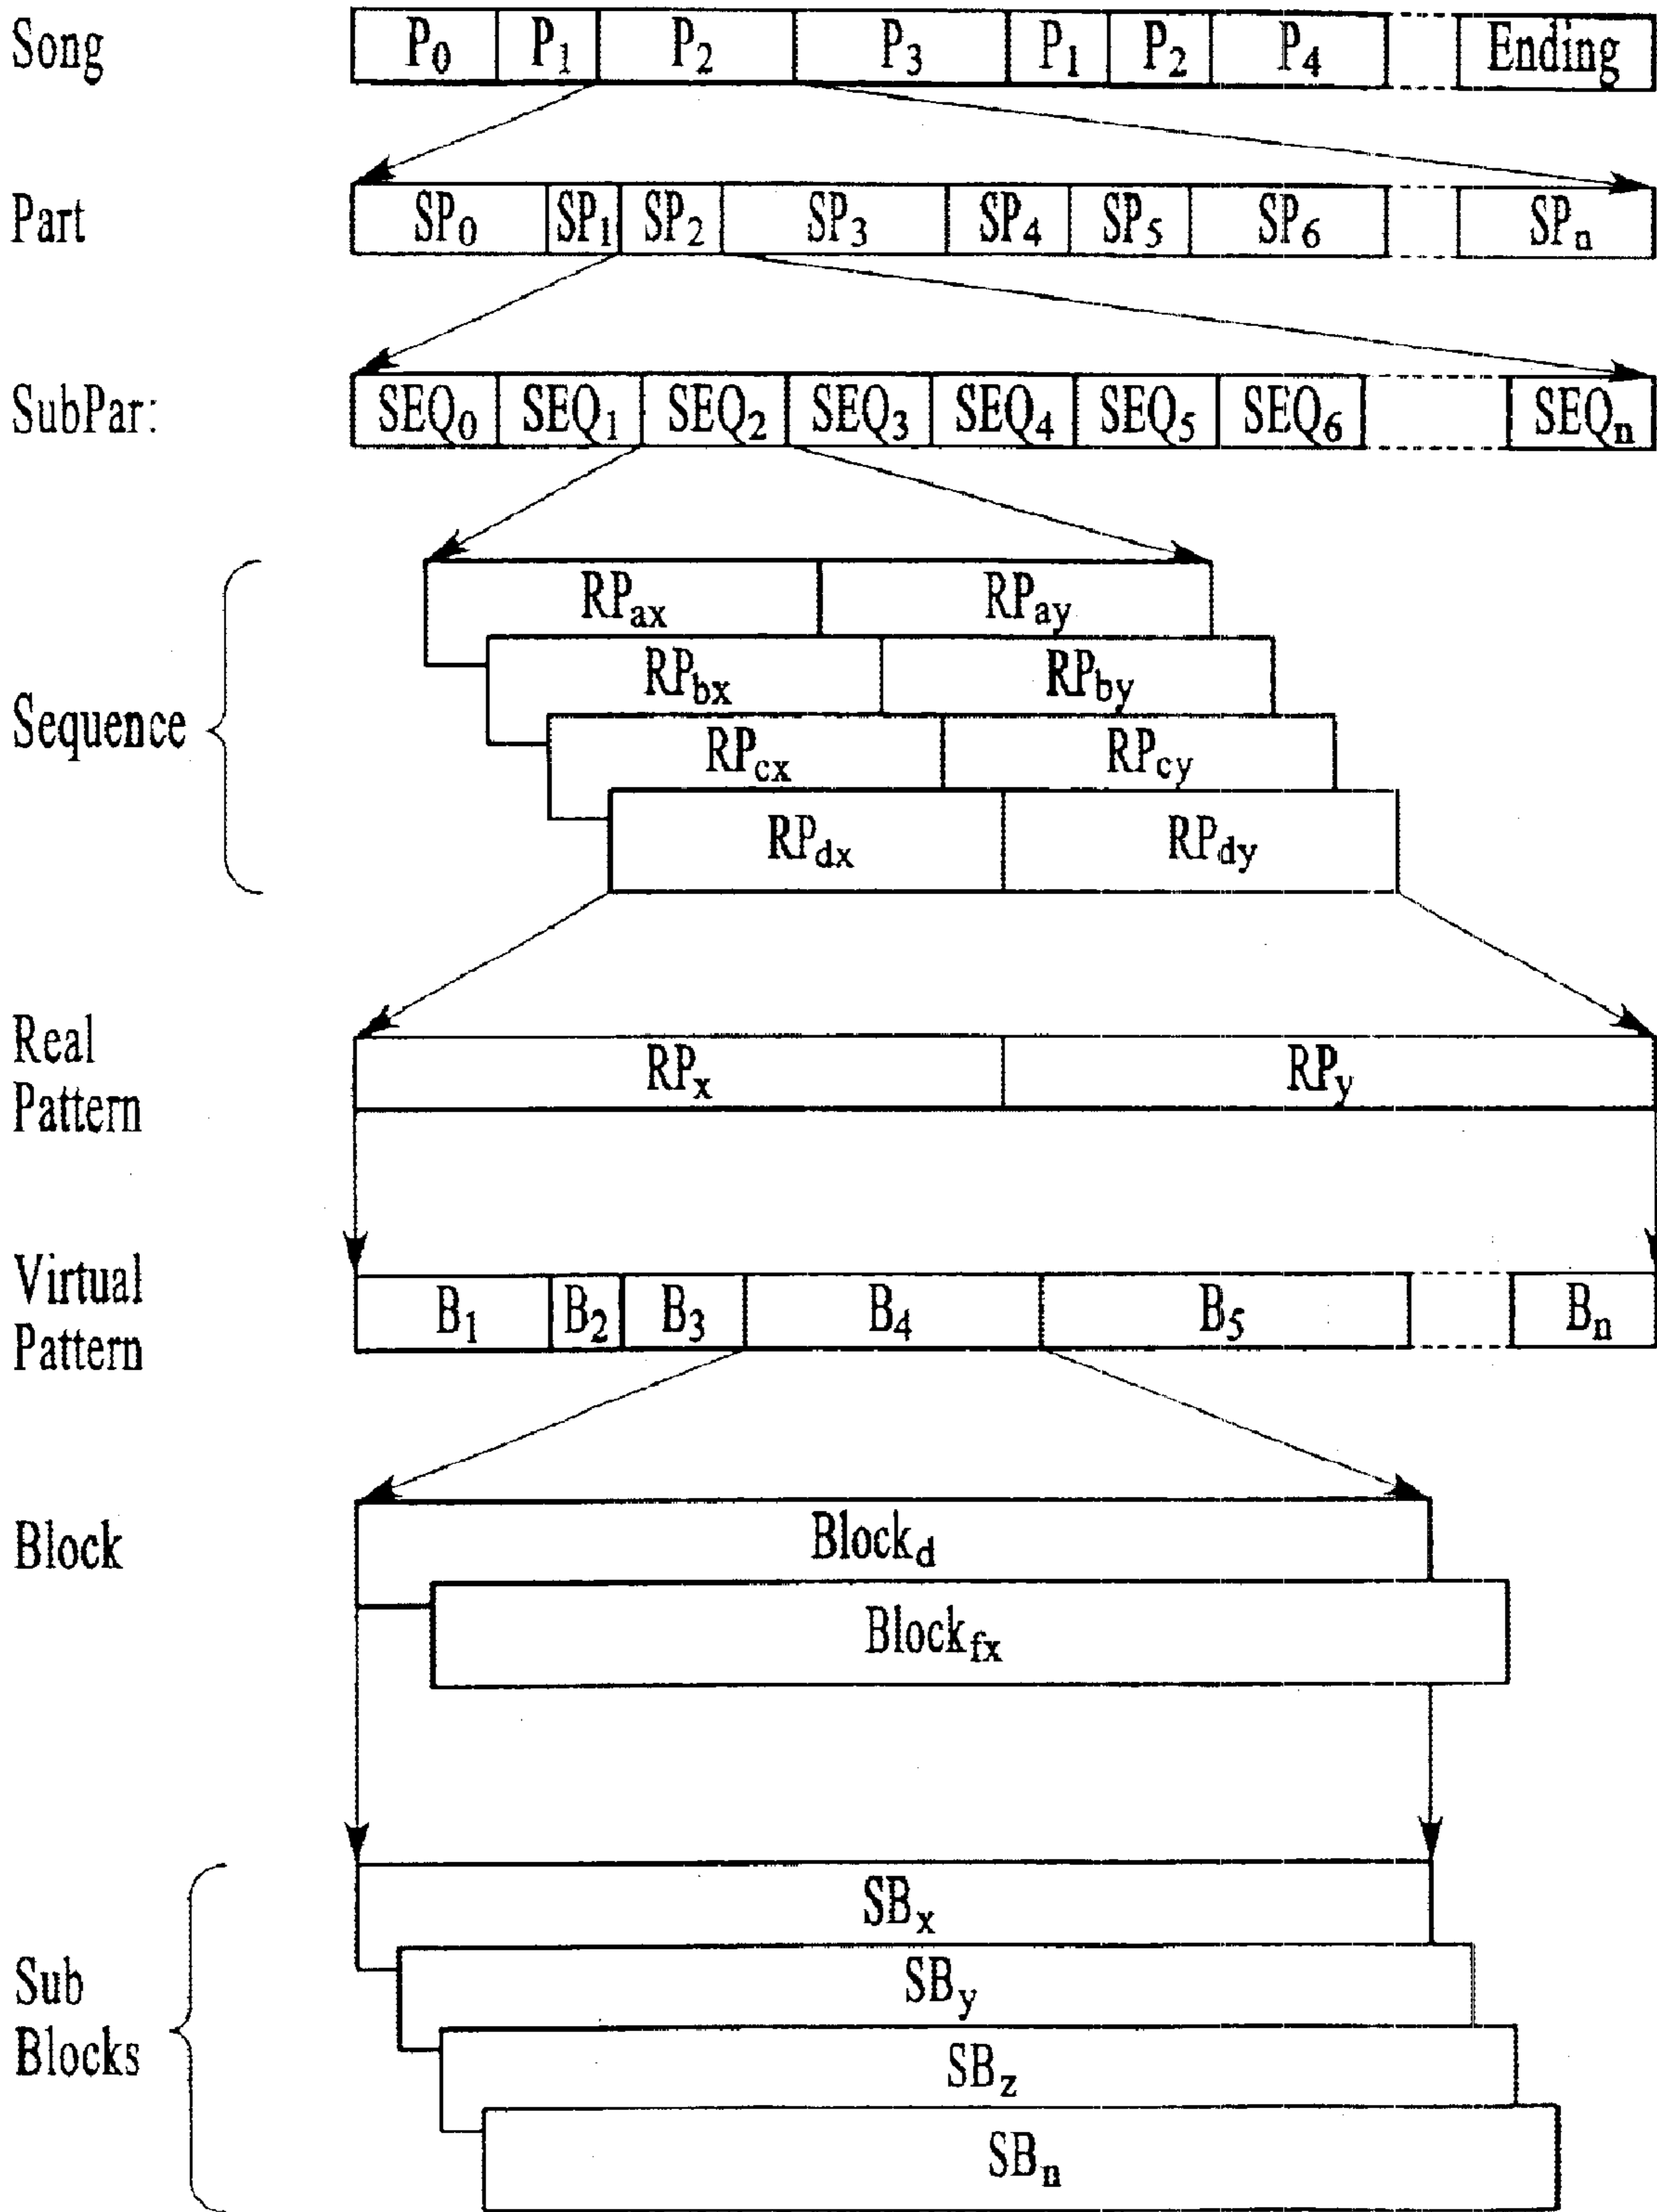 Song P₀ P₁ P₂ P₃ P₁ P₂ P₄ Ending
Part SP₀ SP₁ SP₂ SP₃ SP₄ SP₅ SP₆ SPₙ
SubPar: SEQ₀ SEQ₁ SEQ₂ SEQ₃ SEQ₄ SEQ₅ SEQ₆ SEQₙ
RPax RPay
RPbx RPby
Sequence
RPcx RPcy
RPdx RPdy
Real
Pattern
RPx RPy
Virtual
Pattern
B₁ B₂ B₃ B₄ B₅ Bₙ
Block
Blockd
Blockfx
SBx
Sub
Blocks
SBy
SBz
SBn